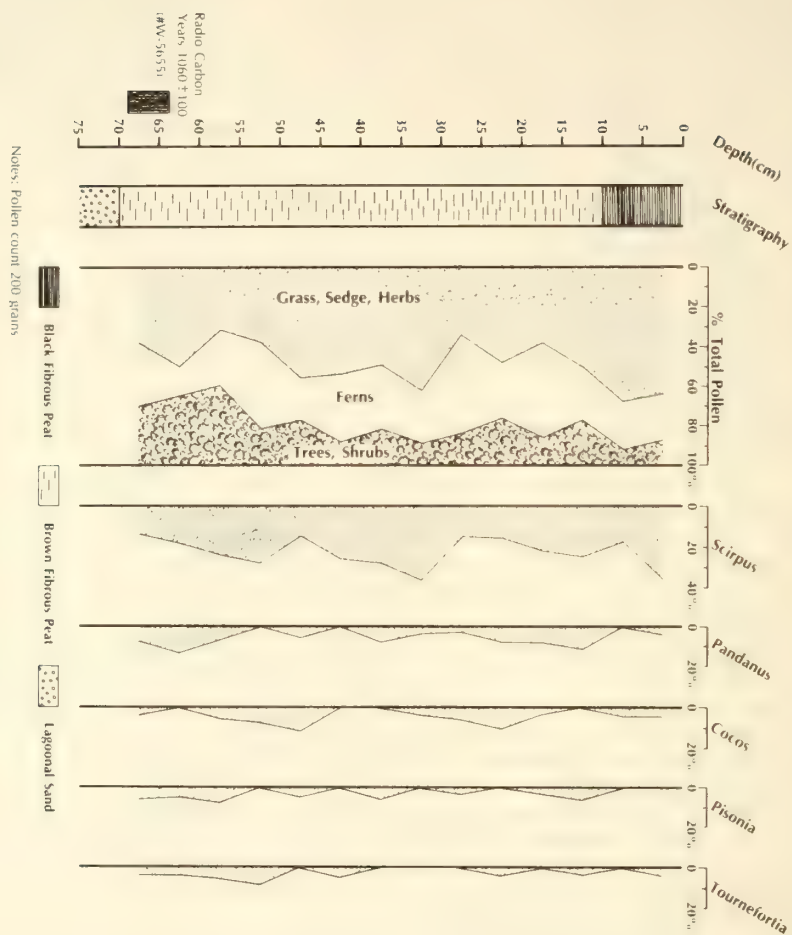 Depth(cm)
0
5
10
15
20
25
30
35
40
45
50
55
60
65
70
75
Radio Carbon
Years 1060 ± 100
(#W-5655)
Stratigraphy
% Total Pollen
0
20
40
60
80
100%
Grass, Sedge, Herbs
Ferns
Trees, Shrubs
Scirpus
0
20
40%
Pandanus
0
20%
Cocos
0
20%
Pisonia
0
20%
Tournefortia
0
20%
Black Fibrous Peat
Brown Fibrous Peat
Lagoonal Sand
Notes: Pollen count 200 grains